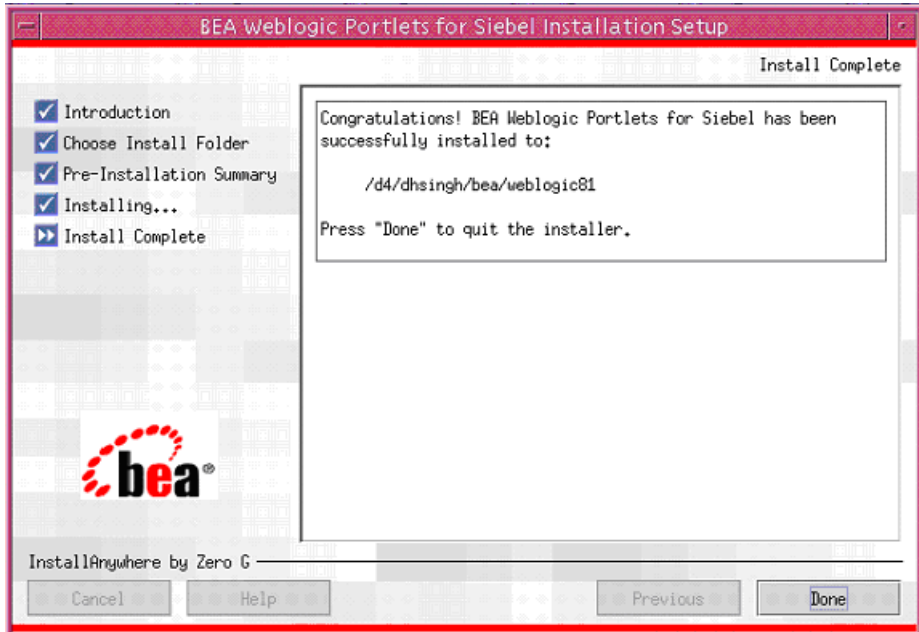 BEA Weblogic Portlets for Siebel Installation Setup
Install Complete
Introduction
Choose Install Folder
Pre-Installation Summary
Installing...
Install Complete
Congratulations! BEA Weblogic Portlets for Siebel has been
successfully installed to:
/d4/dhsingh/bea/weblogic81
Press "Done" to quit the installer.
bea®
InstallAnywhere by Zero G
Cancel
Help
Previous
Done